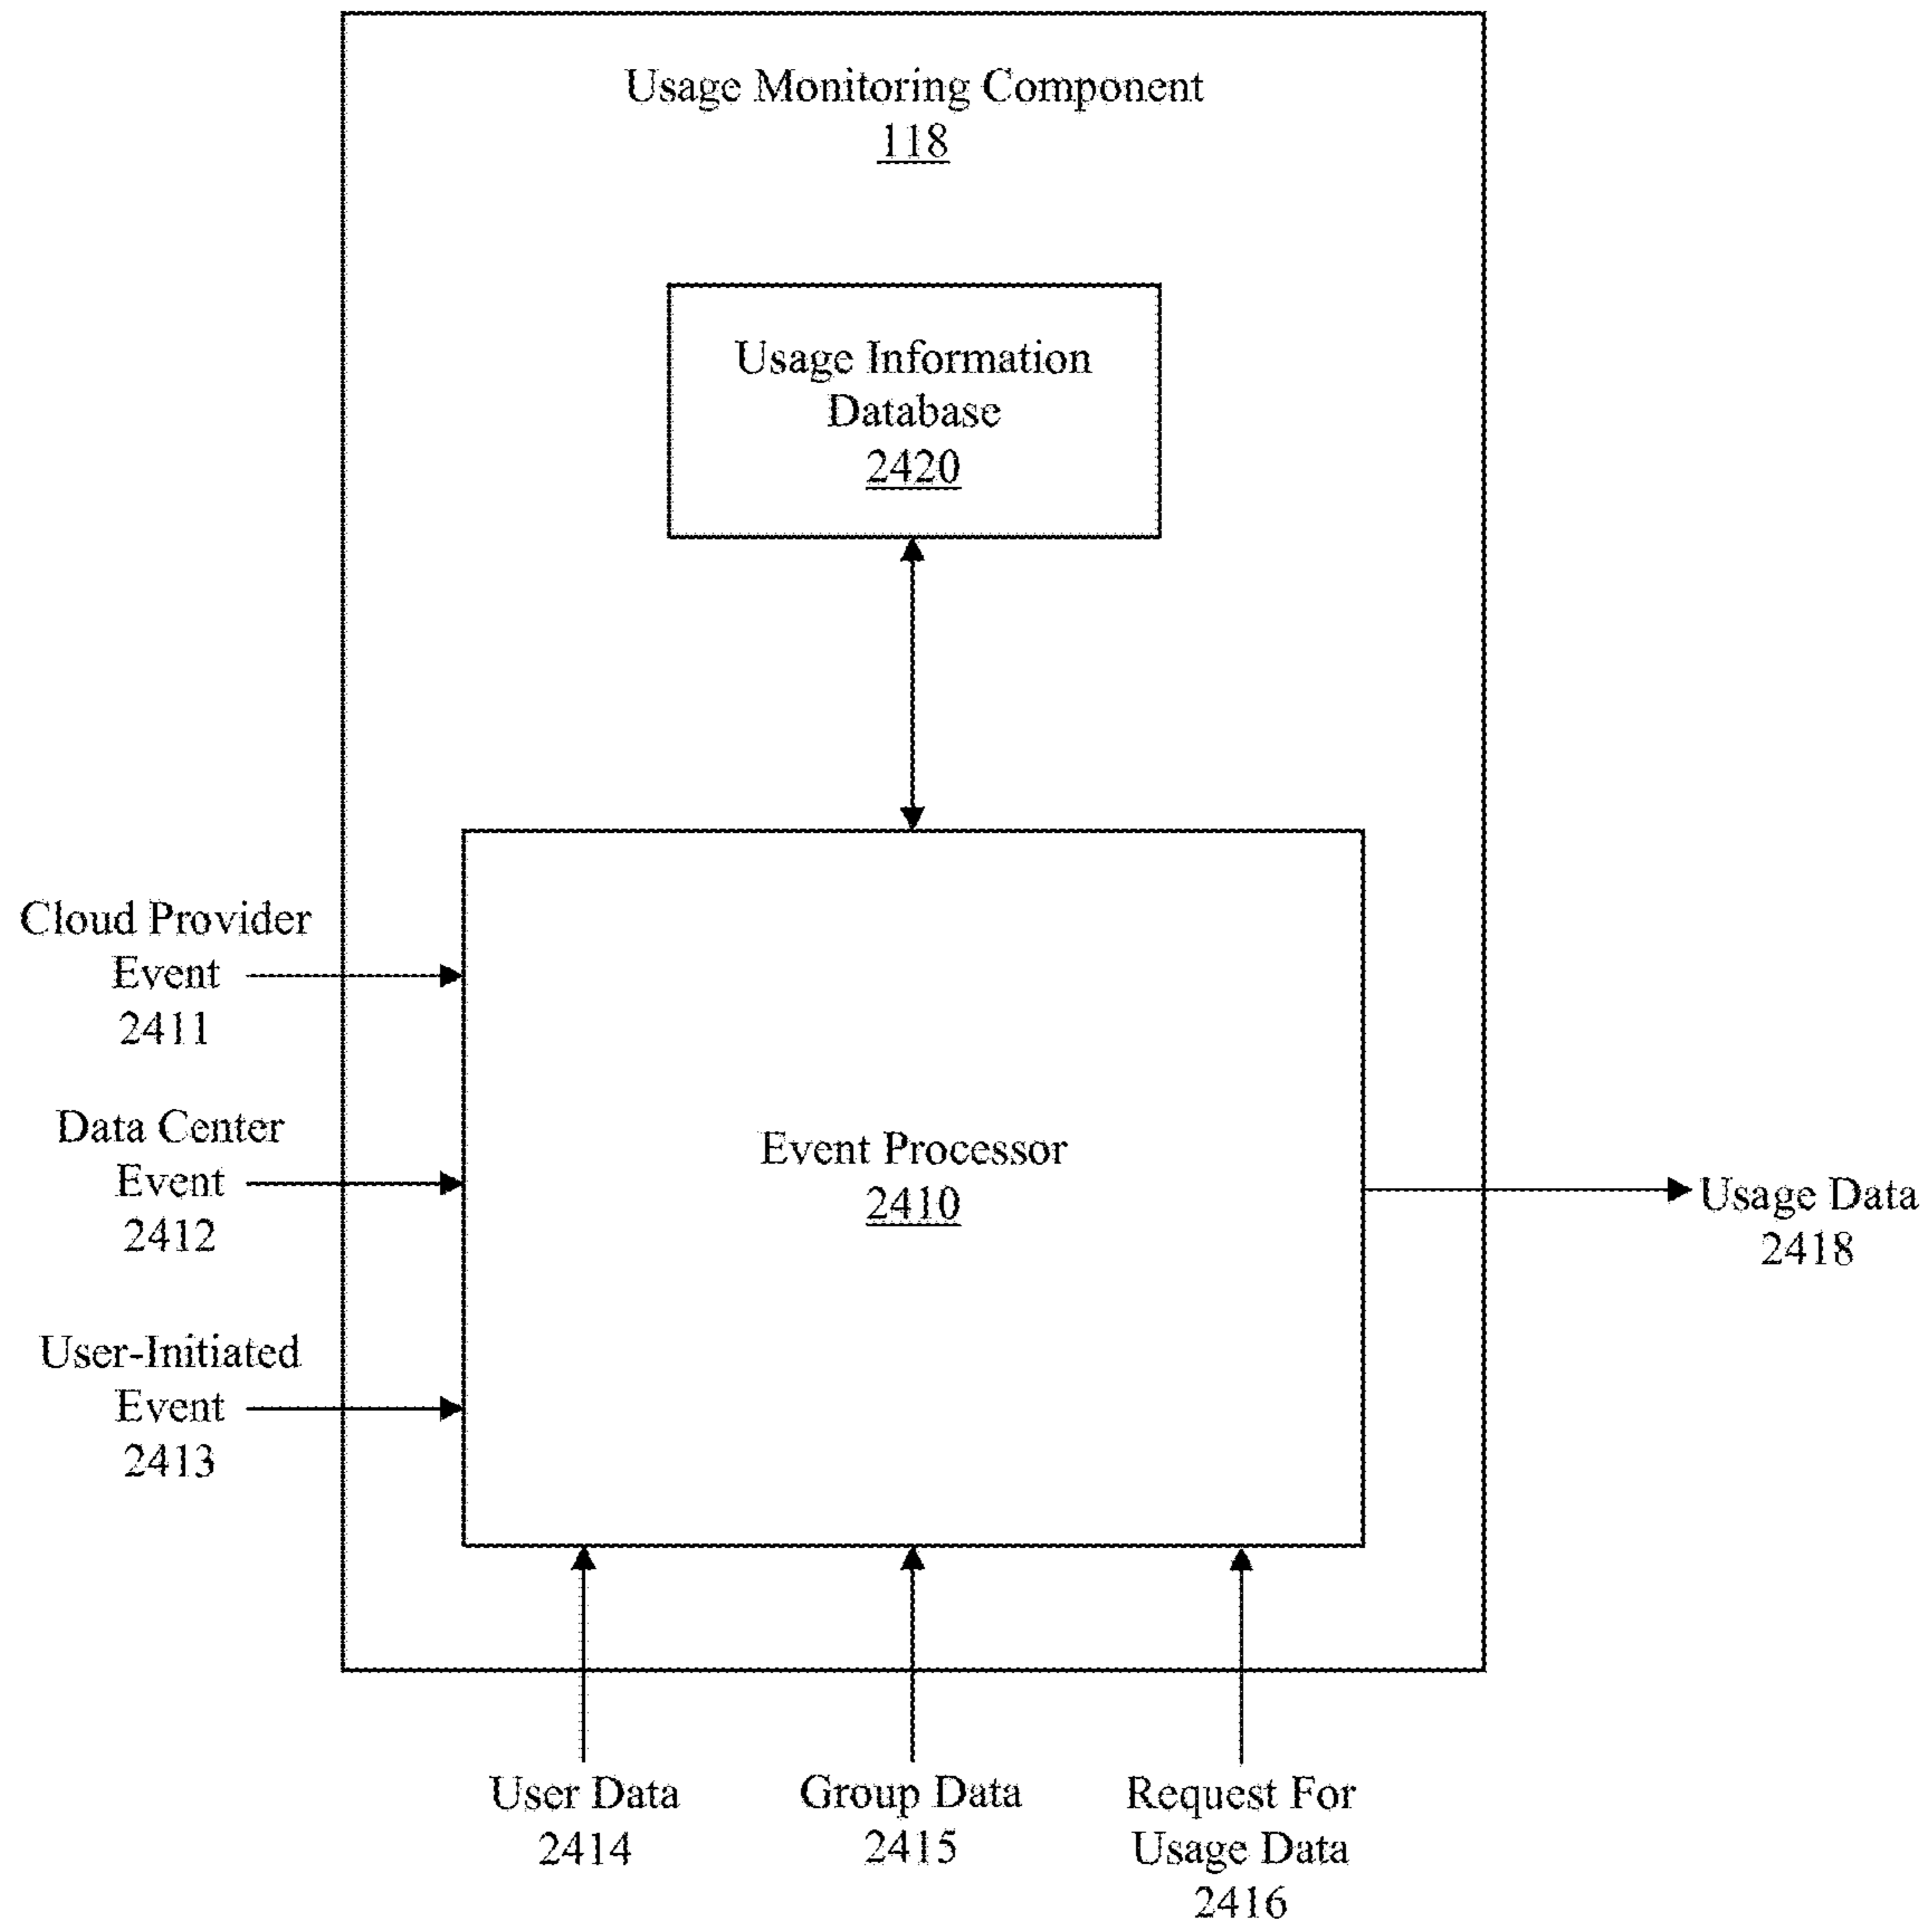 Usage Monitoring Component
118
Usage Information
Database
2420
Cloud Provider
Event
2411
Data Center
Event
2412
User-Initiated
Event
2413
Event Processor
2410
Usage Data
2418
User Data
2414
Group Data
2415
Request For
Usage Data
2416